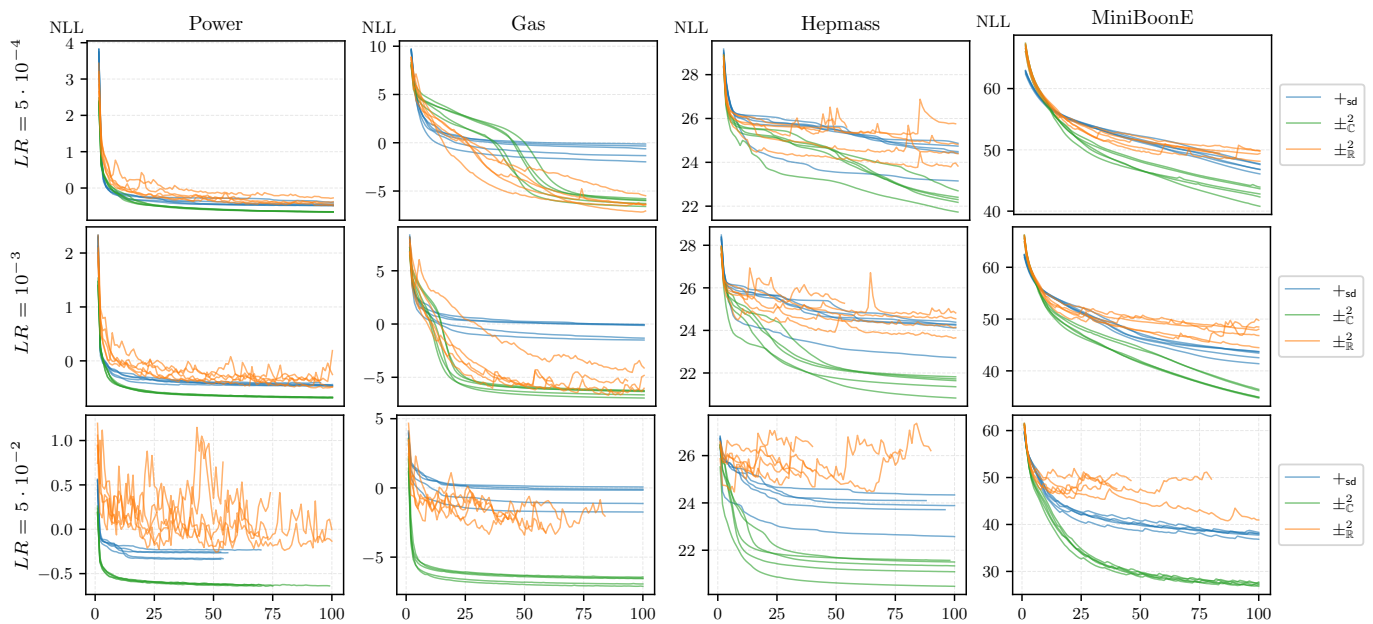 NLL Power
NLL Gas
NLL Hepmass
NLL MiniBoonE
LR = 5 · 10⁻⁴
4
3
2
1
0
10
5
0
−5
28
26
24
22
60
50
40
+sd
±²ℂ
±²ℝ
LR = 10⁻³
2
1
0
5
0
−5
28
26
24
22
60
50
40
+sd
±²ℂ
±²ℝ
LR = 5 · 10⁻²
1.0
0.5
0.0
−0.5
5
0
−5
26
24
22
60
50
40
30
+sd
±²ℂ
±²ℝ
0 25 50 75 100
0 25 50 75 100
0 25 50 75 100
0 25 50 75 100